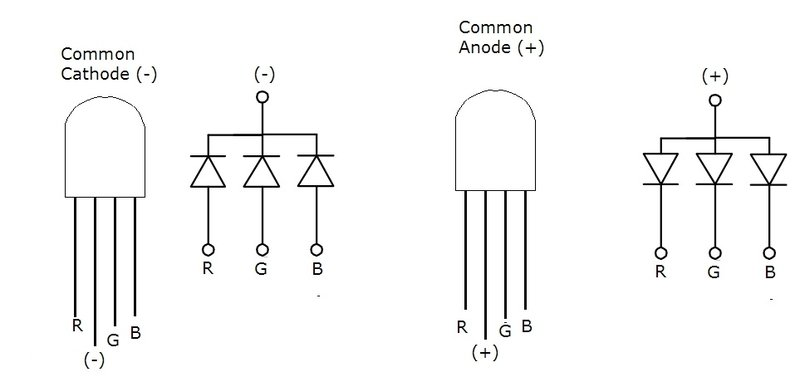 Common
Cathode (-)
(-)
R
G
B
R
(-)
G
B
Common
Anode (+)
(+)
R
G
B
R
(+)
G
B